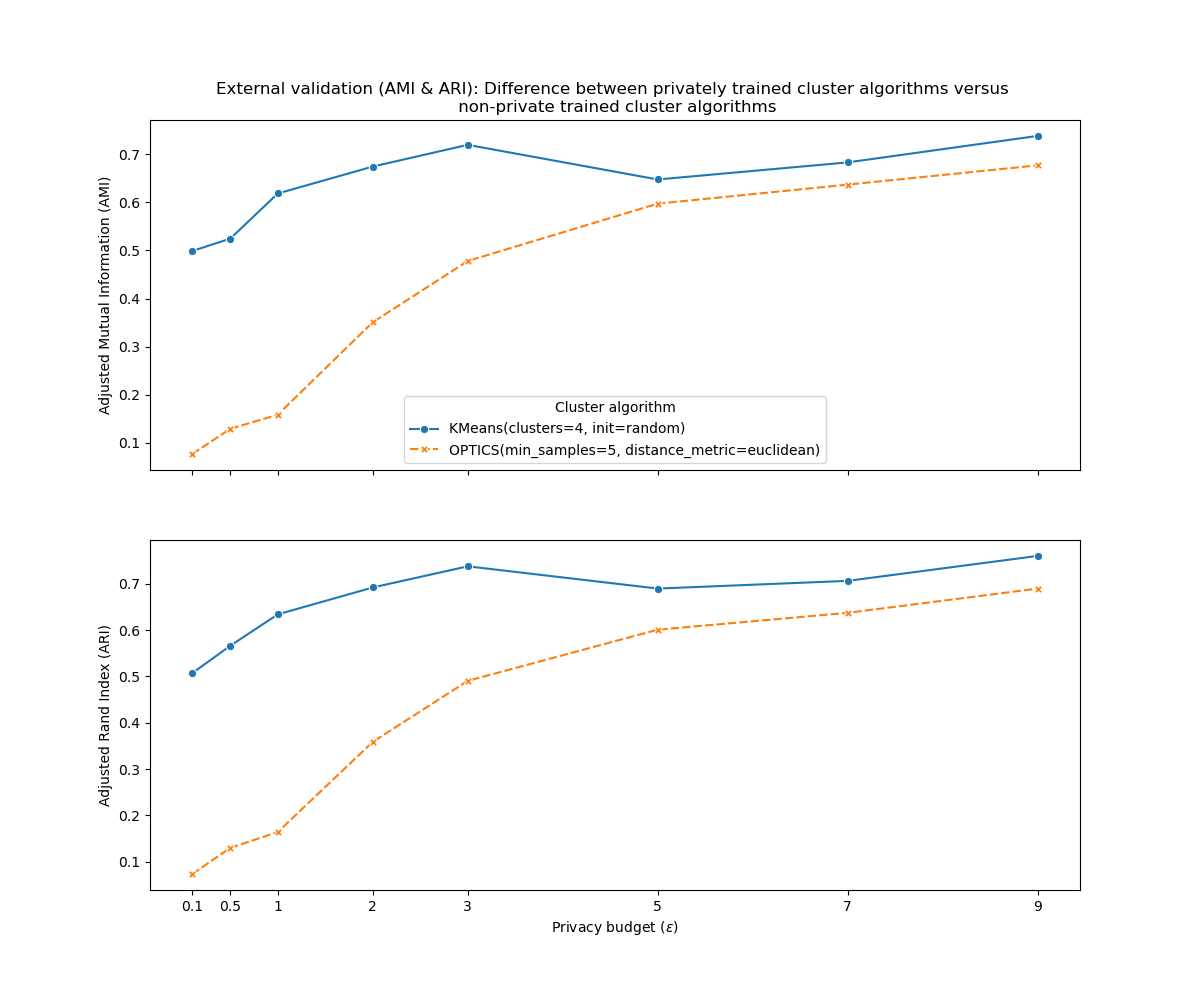 External validation (AMI & ARI): Difference between privately trained cluster algorithms versus
non-private trained cluster algorithms
Adjusted Mutual Information (AMI)
0.7
0.6
0.5
0.4
0.3
0.2
0.1
Cluster algorithm
KMeans(clusters=4, init=random)
OPTICS(min_samples=5, distance_metric=euclidean)
Adjusted Rand Index (ARI)
0.7
0.6
0.5
0.4
0.3
0.2
0.1
0.1 0.5 1 2 3 5 7 9
Privacy budget (ε)